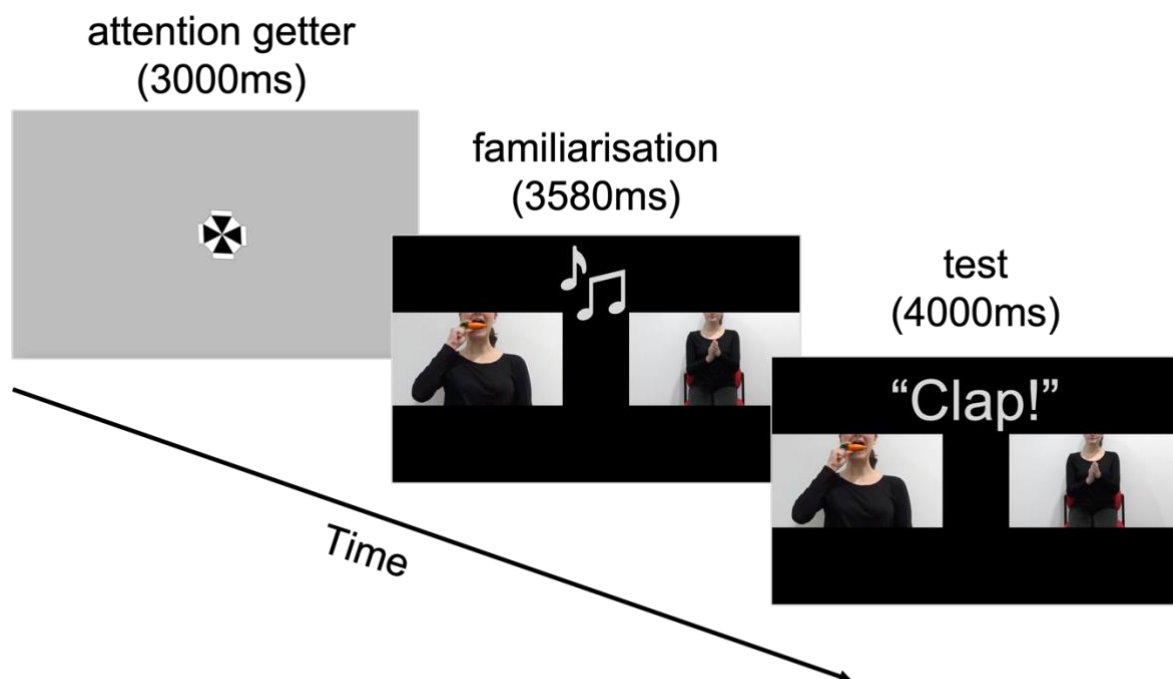 attention getter
(3000ms)
familiarisation
(3580ms)
test
(4000ms)
“Clap!”
Time